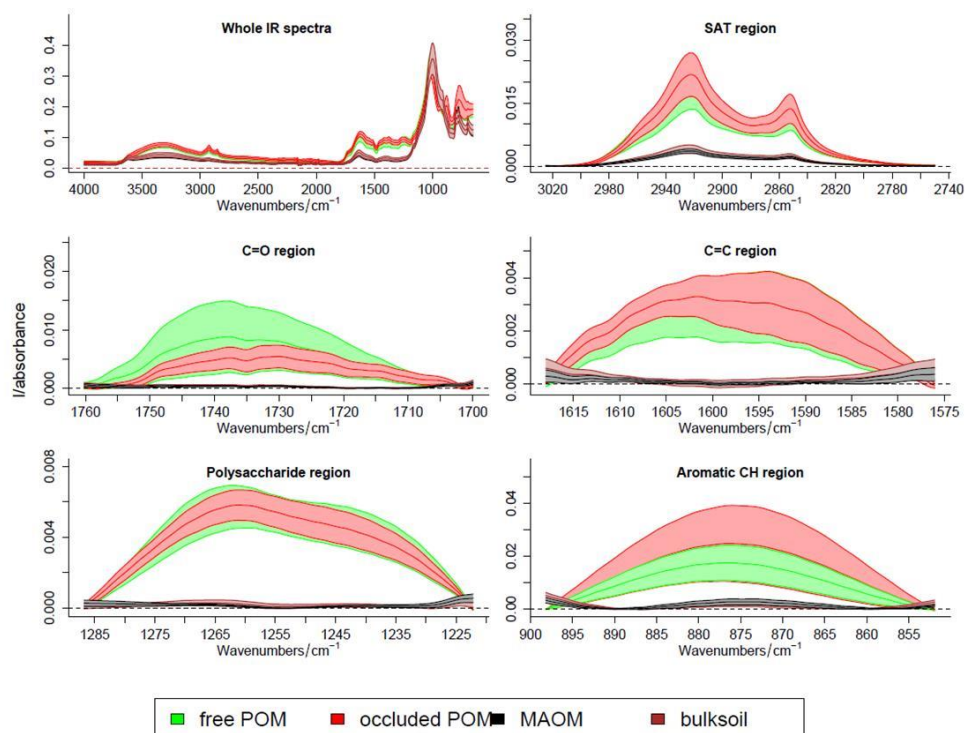 Whole IR spectra
0.0 0.1 0.2 0.3 0.4
4000 3000 2500 2000 1500 1000
Wavenumbers/cm⁻¹
SAT region
0.000 0.015 0.030
3020 2980 2940 2900 2860 2820 2780 2740
Wavenumbers/cm⁻¹
I/absorbance
C=O region
0.000 0.010 0.020
1760 1750 1740 1730 1720 1710 1700
Wavenumbers/cm⁻¹
C=C region
0.000 0.002 0.004
1615 1610 1605 1600 1595 1590 1585 1580 1575
Wavenumbers/cm⁻¹
Polysaccharide region
0.000 0.004 0.008
1285 1275 1265 1255 1245 1235 1225
Wavenumbers/cm⁻¹
Aromatic CH region
0.00 0.02 0.04
900 895 890 885 880 875 870 865 860 855
Wavenumbers/cm⁻¹
free POM occluded POM MAOM bulksoil